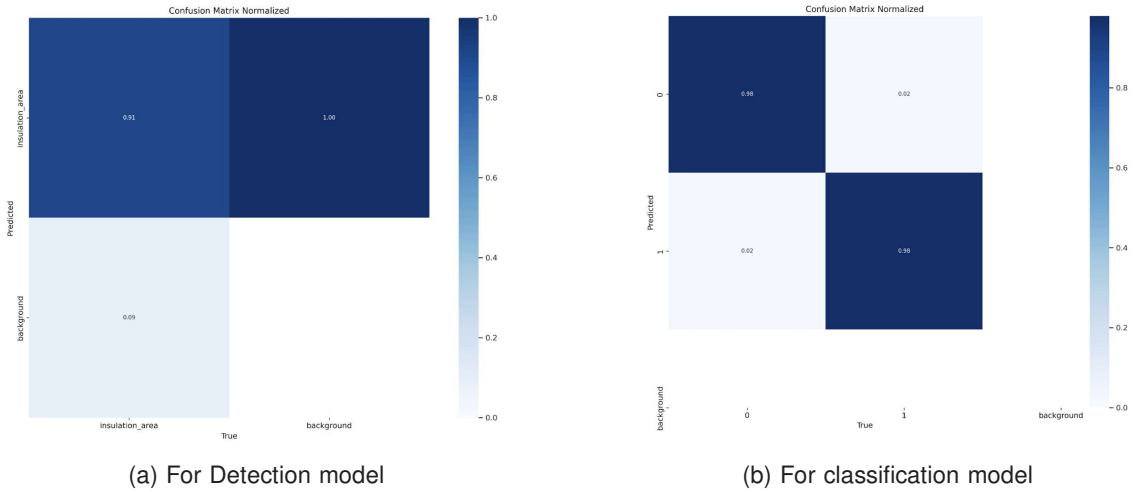 Confusion Matrix Normalized
insulation_area
background
Predicted
0.91
1.00
0.09
insulation_area
background
True
1.0
0.8
0.6
0.4
0.2
0.0
(a) For Detection model
Confusion Matrix Normalized
0
1
background
Predicted
0.98
0.02
0.02
0.98
0
1
background
True
0.8
0.6
0.4
0.2
0.0
(b) For classification model